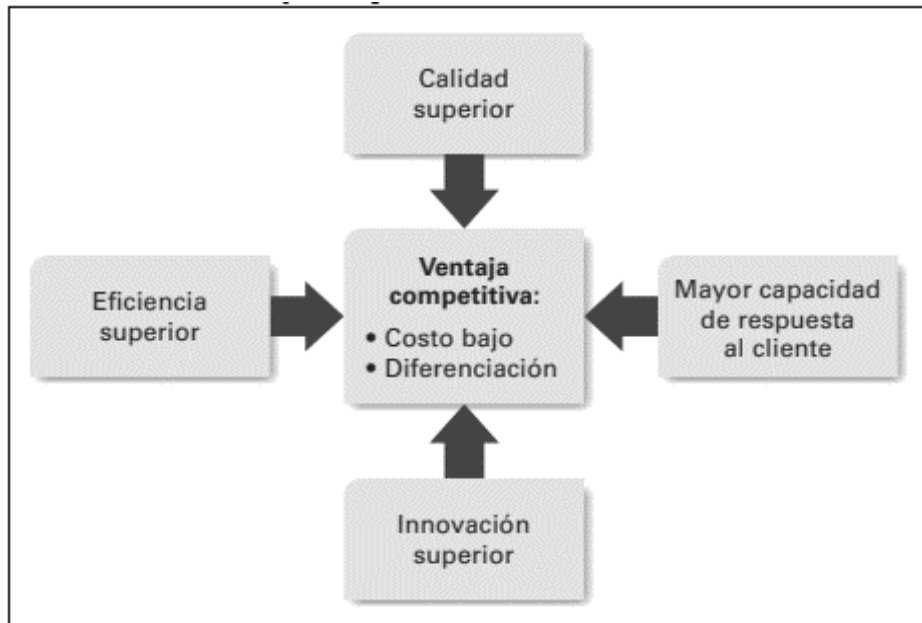 Calidad
superior
Ventaja
competitiva:
• Costo bajo
• Diferenciación
Eficiencia
superior
Mayor capacidad
de respuesta
al cliente
Innovación
superior